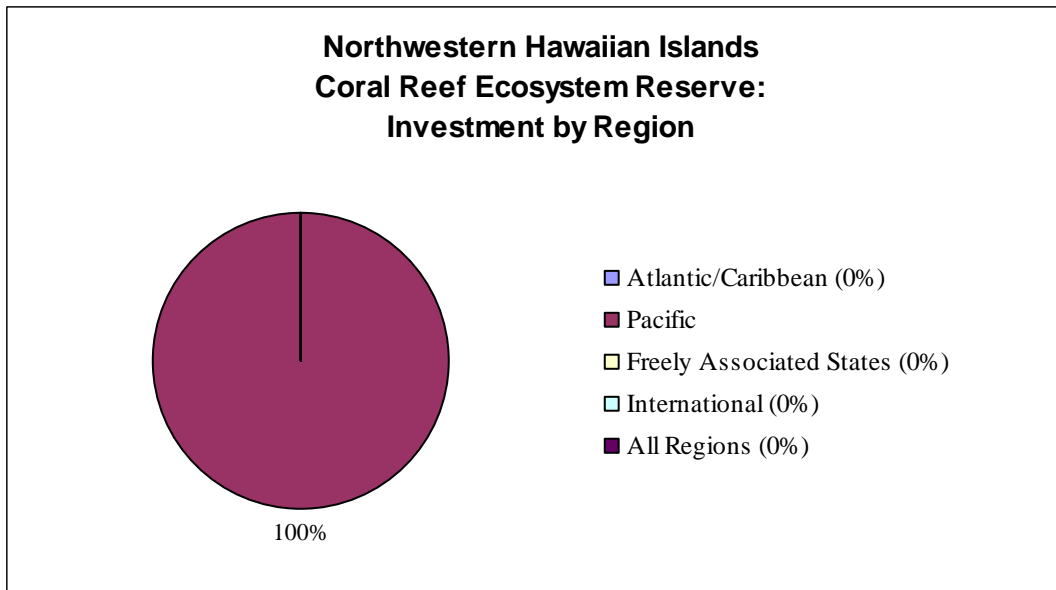 Northwestern Hawaiian Islands
Coral Reef Ecosystem Reserve:
Investment by Region
Atlantic/Caribbean (0%)
Pacific
Freely Associated States (0%)
International (0%)
All Regions (0%)
100%